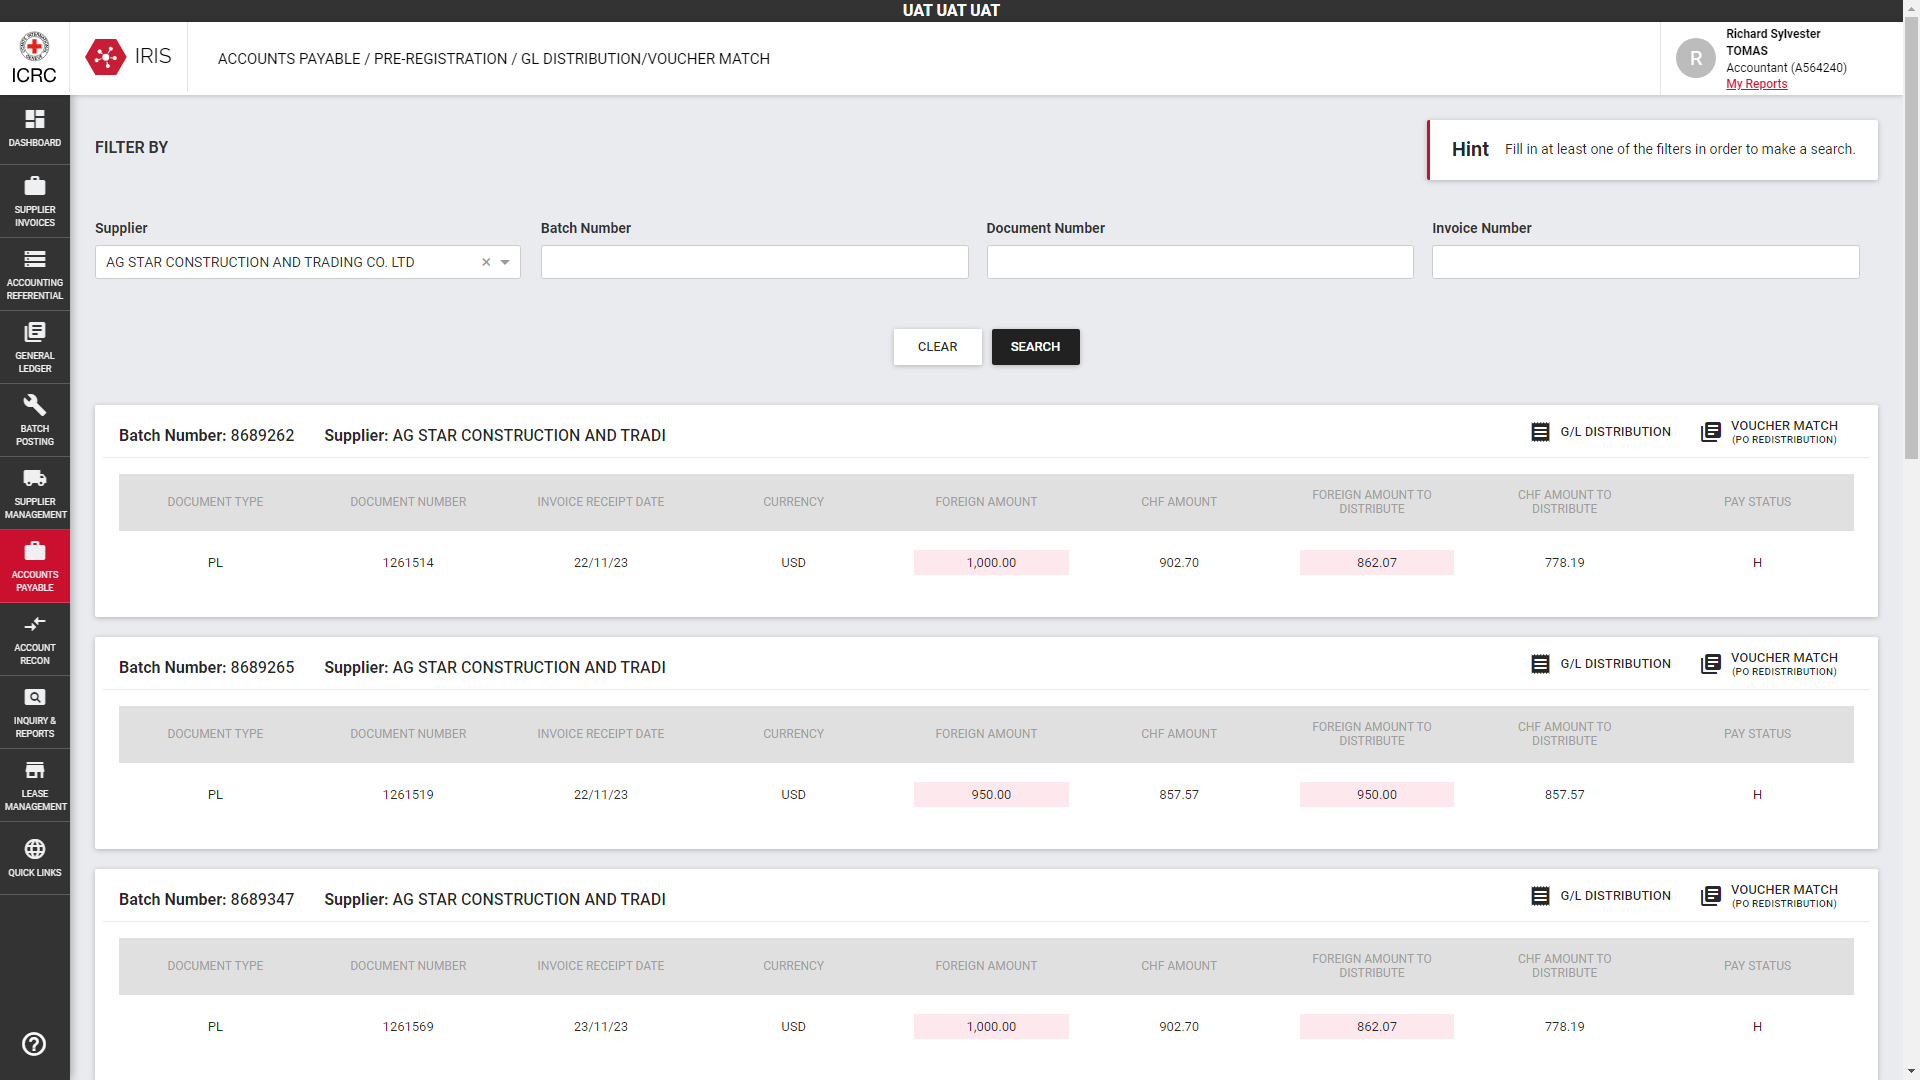 UAT UAT UAT
ICRC
IRIS
ACCOUNTS PAYABLE / PRE-REGISTRATION / GL DISTRIBUTION/VOUCHER MATCH
R
Richard Sylvester
TOMAS
Accountant (A564240)
My Reports
DASHBOARD
SUPPLIER
INVOICES
ACCOUNTING
REFERENTIAL
GENERAL
LEDGER
BATCH
POSTING
SUPPLIER
MANAGEMENT
ACCOUNTS
PAYABLE
ACCOUNT
RECON
INQUIRY &
REPORTS
LEASE
MANAGEMENT
QUICK LINKS
FILTER BY
Hint Fill in at least one of the filters in order to make a search.
Supplier Batch Number Document Number Invoice Number
AG STAR CONSTRUCTION AND TRADING CO. LTD
CLEAR SEARCH
Batch Number: 8689262 Supplier: AG STAR CONSTRUCTION AND TRADI
G/L DISTRIBUTION
VOUCHER MATCH
(PO REDISTRIBUTION)
DOCUMENT TYPE DOCUMENT NUMBER INVOICE RECEIPT DATE CURRENCY FOREIGN AMOUNT CHF AMOUNT FOREIGN AMOUNT TO DISTRIBUTE CHF AMOUNT TO DISTRIBUTE PAY STATUS
PL 1261514 22/11/23 USD 1,000.00 902.70 862.07 778.19 H
Batch Number: 8689265 Supplier: AG STAR CONSTRUCTION AND TRADI
G/L DISTRIBUTION
VOUCHER MATCH
(PO REDISTRIBUTION)
DOCUMENT TYPE DOCUMENT NUMBER INVOICE RECEIPT DATE CURRENCY FOREIGN AMOUNT CHF AMOUNT FOREIGN AMOUNT TO DISTRIBUTE CHF AMOUNT TO DISTRIBUTE PAY STATUS
PL 1261519 22/11/23 USD 950.00 857.57 950.00 857.57 H
Batch Number: 8689347 Supplier: AG STAR CONSTRUCTION AND TRADI
G/L DISTRIBUTION
VOUCHER MATCH
(PO REDISTRIBUTION)
DOCUMENT TYPE DOCUMENT NUMBER INVOICE RECEIPT DATE CURRENCY FOREIGN AMOUNT CHF AMOUNT FOREIGN AMOUNT TO DISTRIBUTE CHF AMOUNT TO DISTRIBUTE PAY STATUS
PL 1261569 23/11/23 USD 1,000.00 902.70 862.07 778.19 H